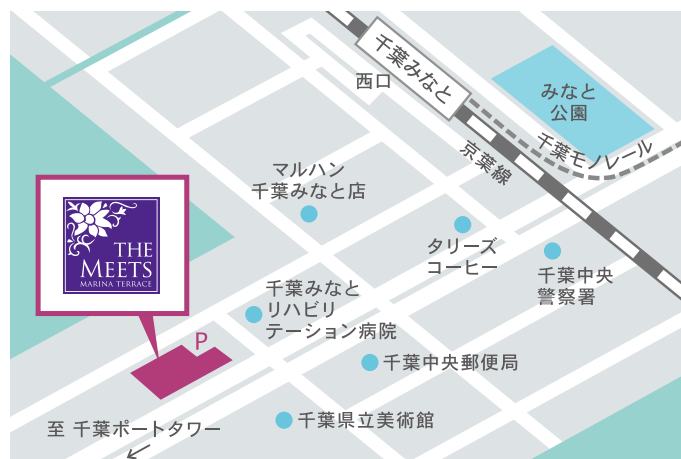 千葉みなと
西口
みなと
公園
千葉モノレール
京葉線
マルハン
千葉みなと店
タリーズ
コーヒー
千葉中央
警察署
THE
MEETS
MARINA TERRACE
千葉みなと
リハビリ
テーション病院
P
千葉中央郵便局
千葉県立美術館
至 千葉ポートタワー